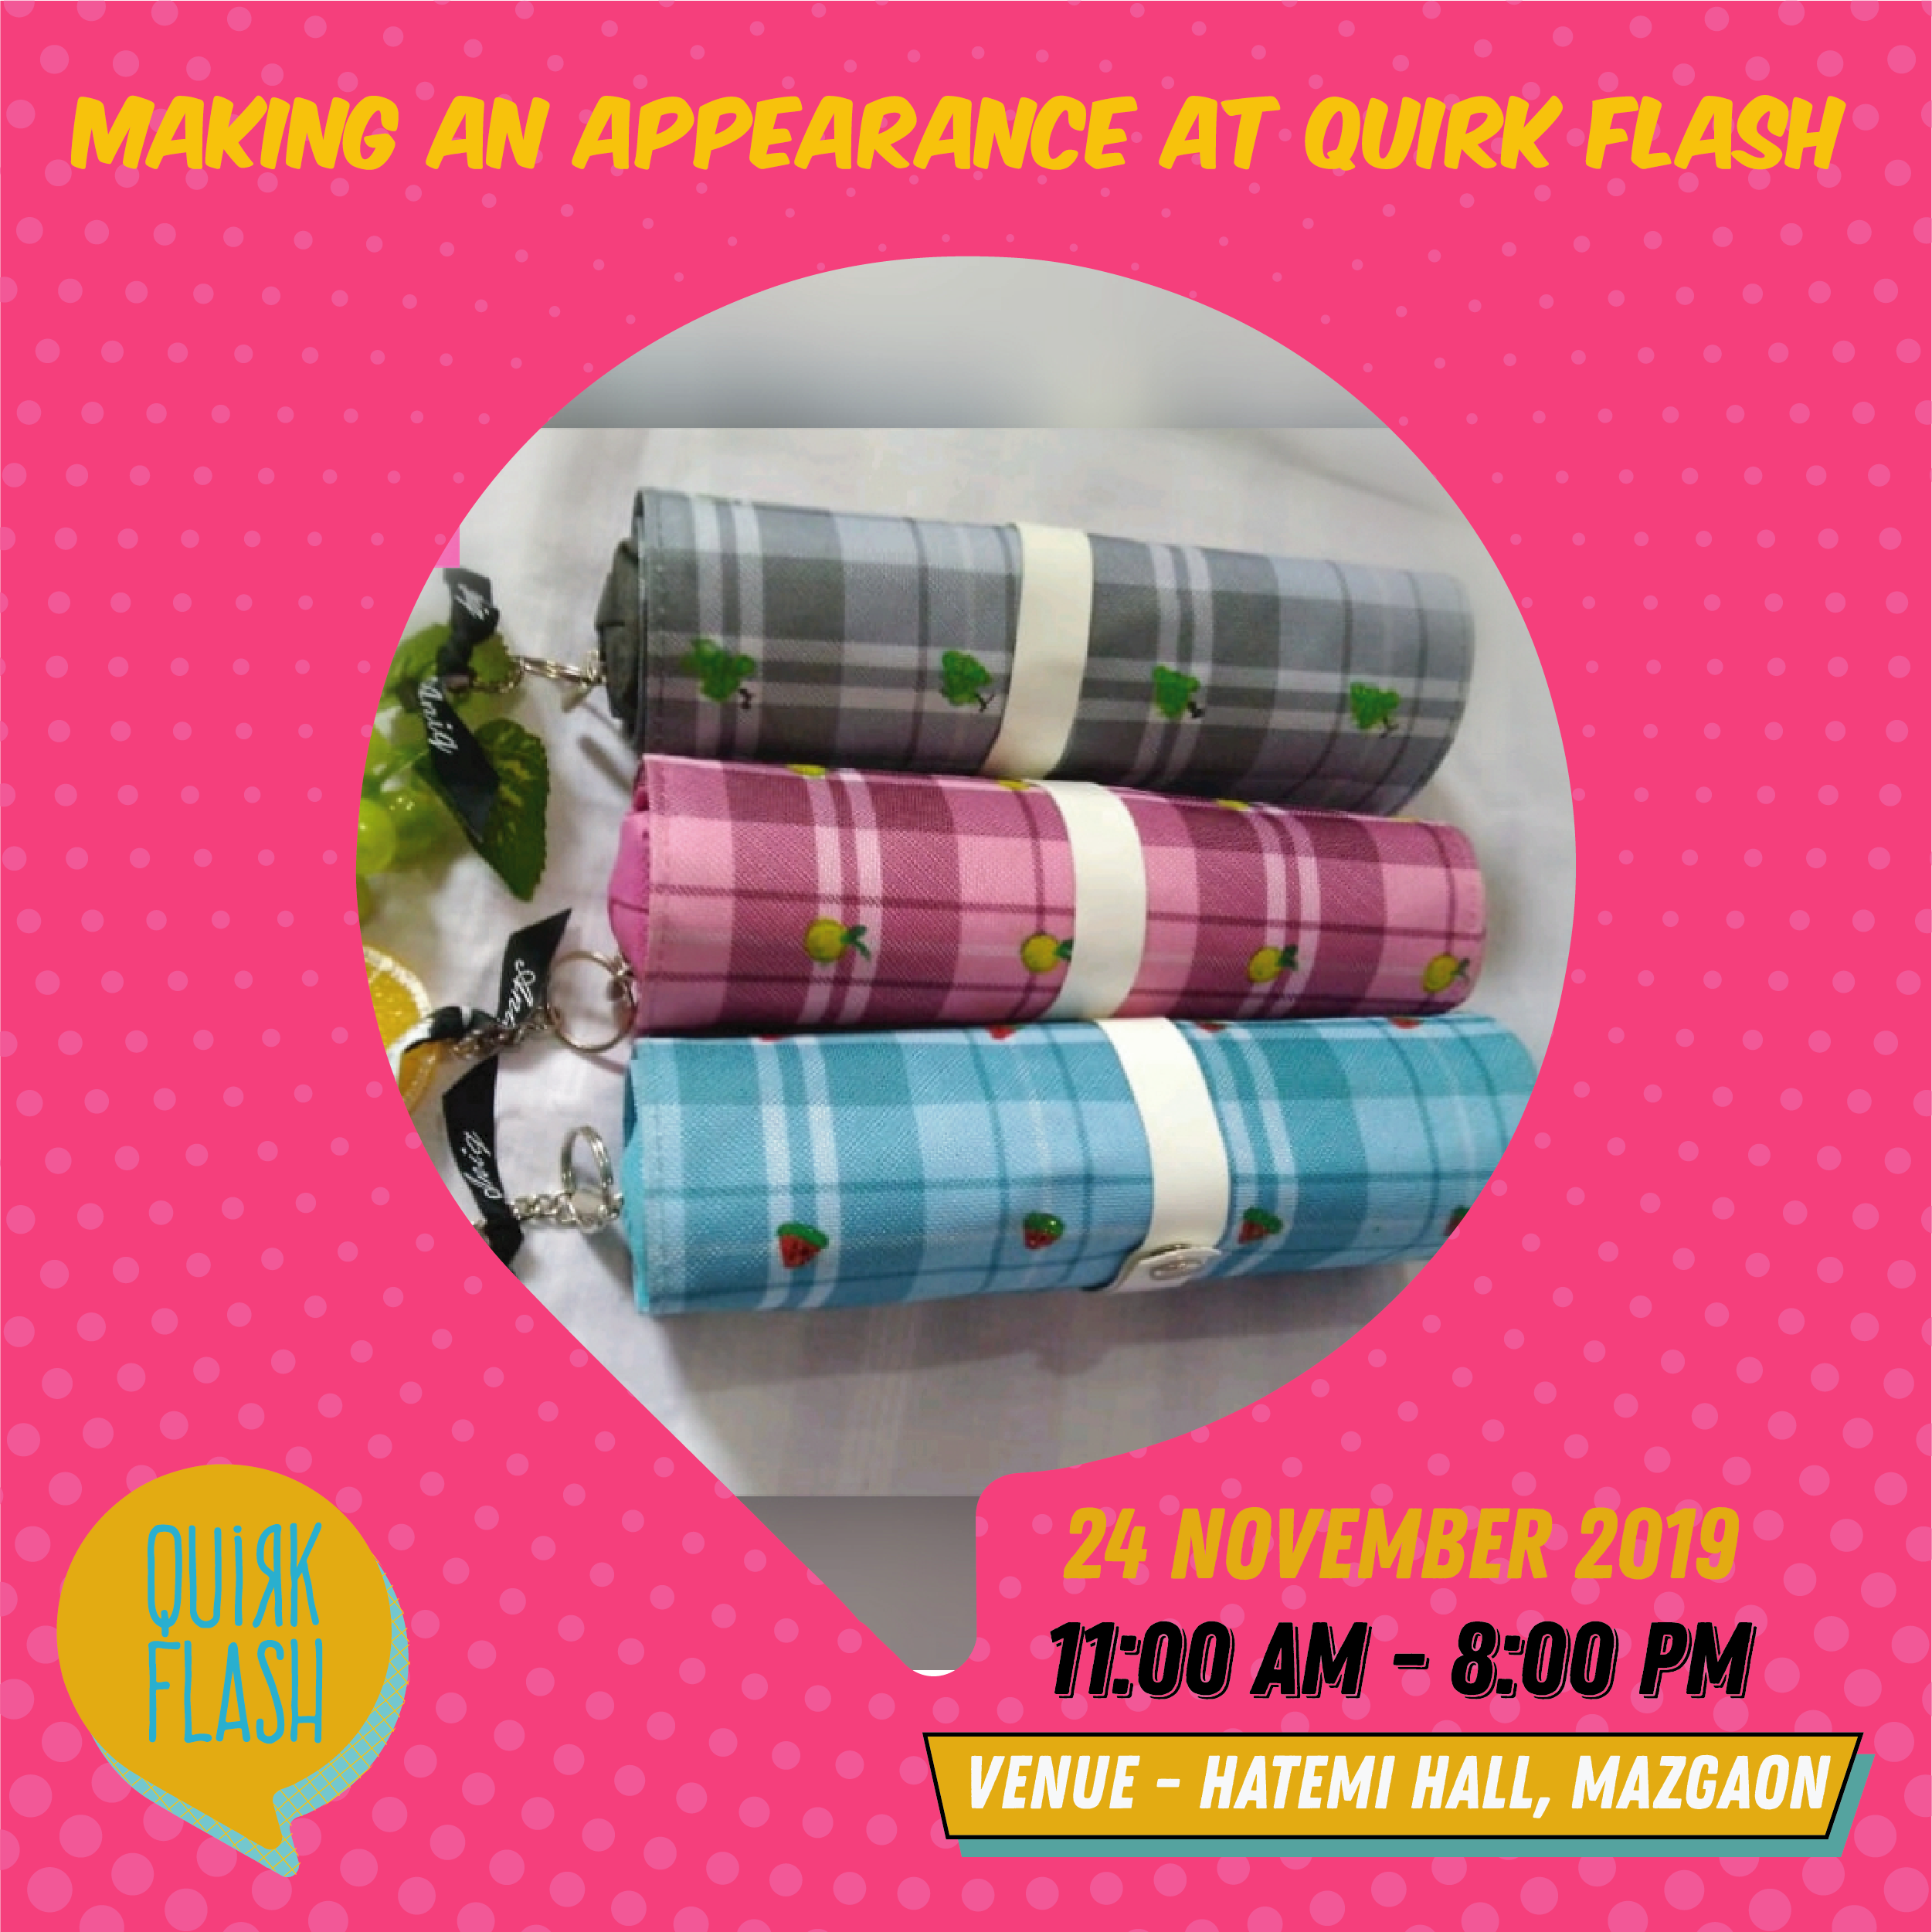 MAKING AN APPEARANCE AT QUIRK FLASH
QUIRK
FLASH
24 NOVEMBER 2019
11:00 AM - 8:00 PM
VENUE - HATEMI HALL, MAZGAON